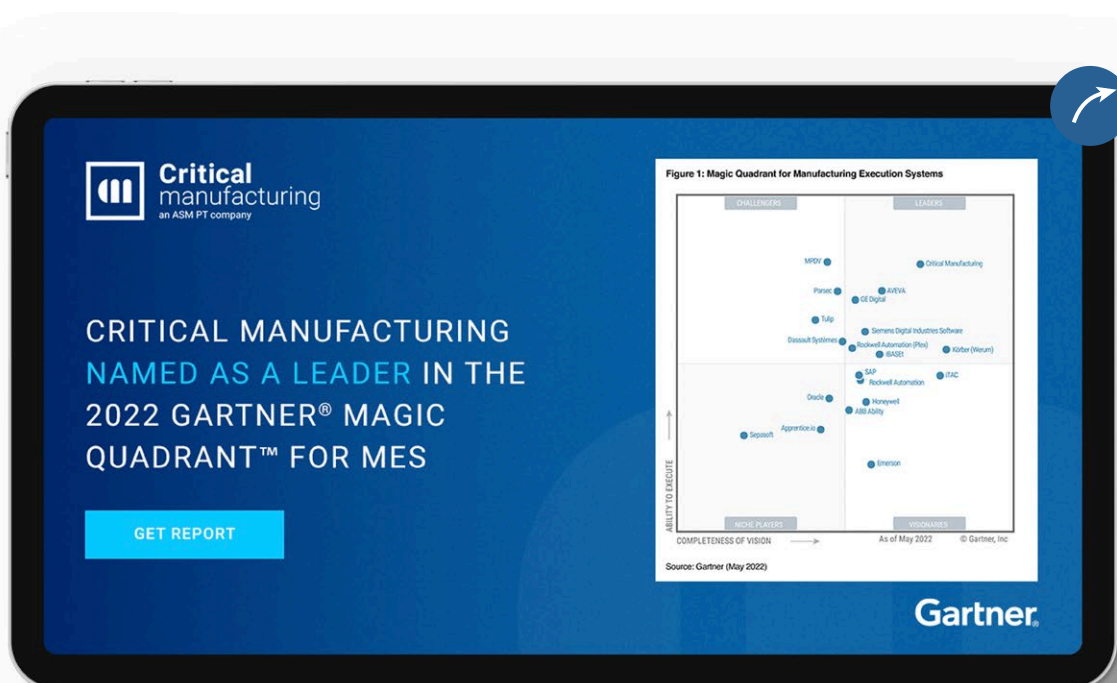 Critical
manufacturing
an ASM PT company
CRITICAL MANUFACTURING
NAMED AS A LEADER IN THE
2022 GARTNER® MAGIC
QUADRANT™ FOR MES
GET REPORT
Figure 1: Magic Quadrant for Manufacturing Execution Systems
CHALLENGERS
LEADERS
MPDV
Critical Manufacturing
Parsec
AVEVA
GE Digital
Tulip
Siemens Digital Industries Software
Dassault Systèmes
Rockwell Automation (Plex)
Körber (Werum)
iBASEt
SAP
iTAC
Rockwell Automation
Oracle
Honeywell
ABB Ability
Apprentice.io
Sepasoft
Emerson
ABILITY TO EXECUTE
NICHE PLAYERS
VISIONARIES
COMPLETENESS OF VISION
As of May 2022
© Gartner, Inc
Source: Gartner (May 2022)
Gartner®